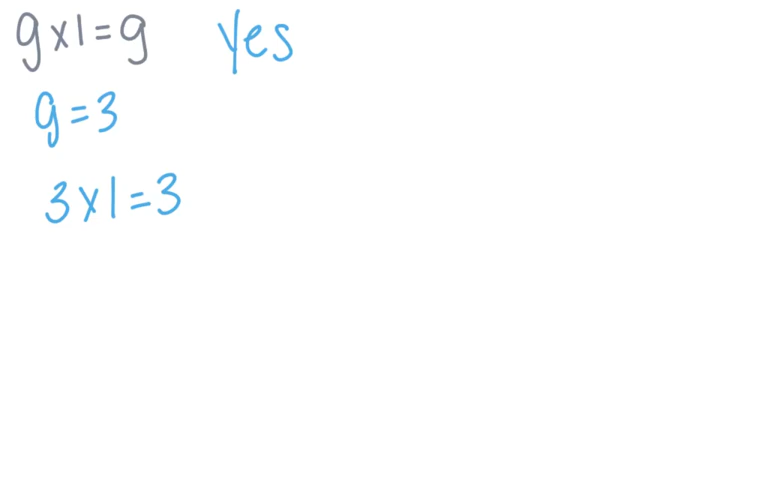 g x 1 = g yes
g = 3
3 x 1 = 3